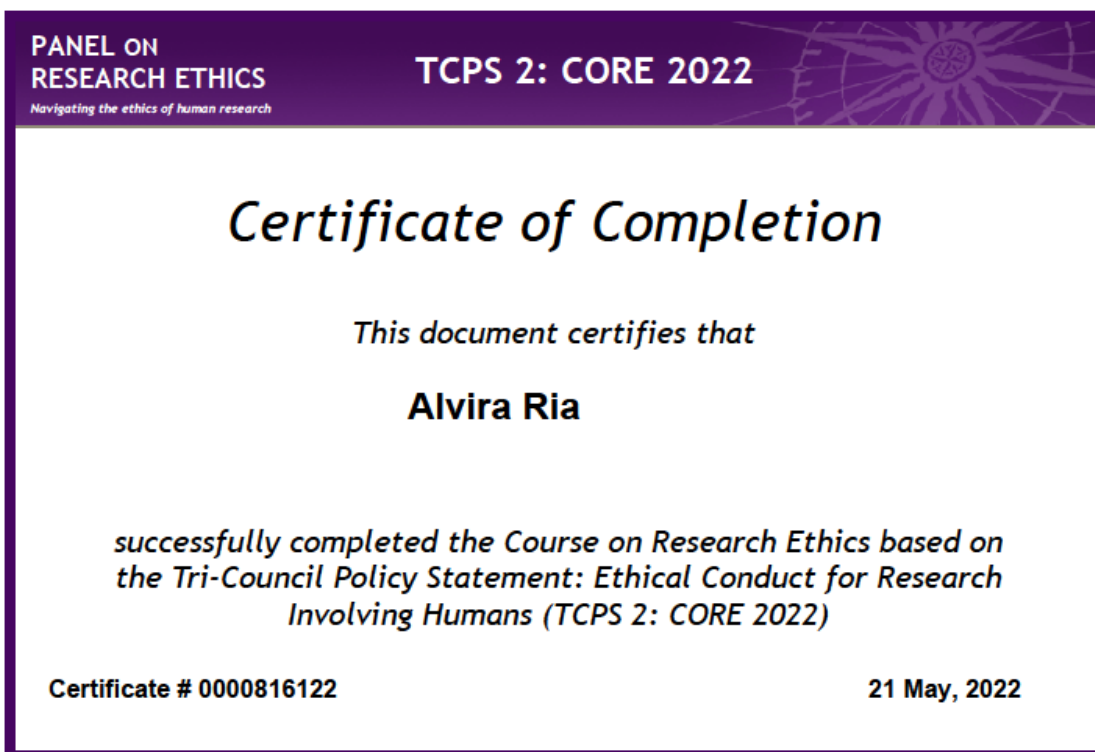 PANEL ON
RESEARCH ETHICS
Navigating the ethics of human research
TCPS 2: CORE 2022
Certificate of Completion
This document certifies that
Alvira Ria
successfully completed the Course on Research Ethics based on
the Tri-Council Policy Statement: Ethical Conduct for Research
Involving Humans (TCPS 2: CORE 2022)
Certificate # 0000816122
21 May, 2022